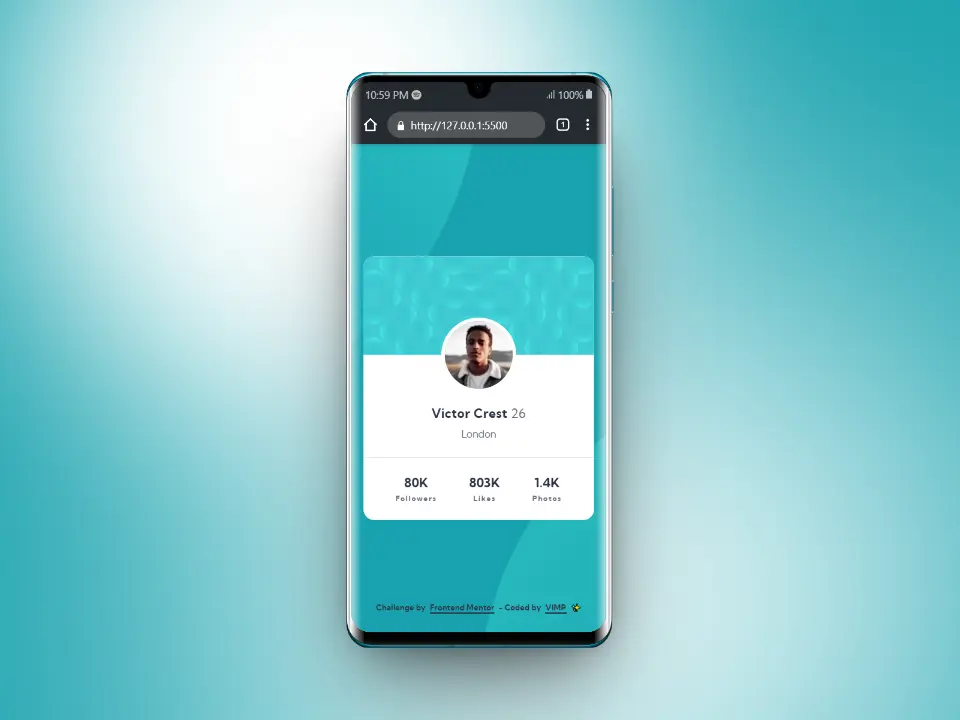 10:59 PM 100%
http://127.0.0.1:5500 1
Victor Crest 26
London
80K 803K 1.4K
Followers Likes Photos
Challenge by Frontend Mentor - Coded by VIMP